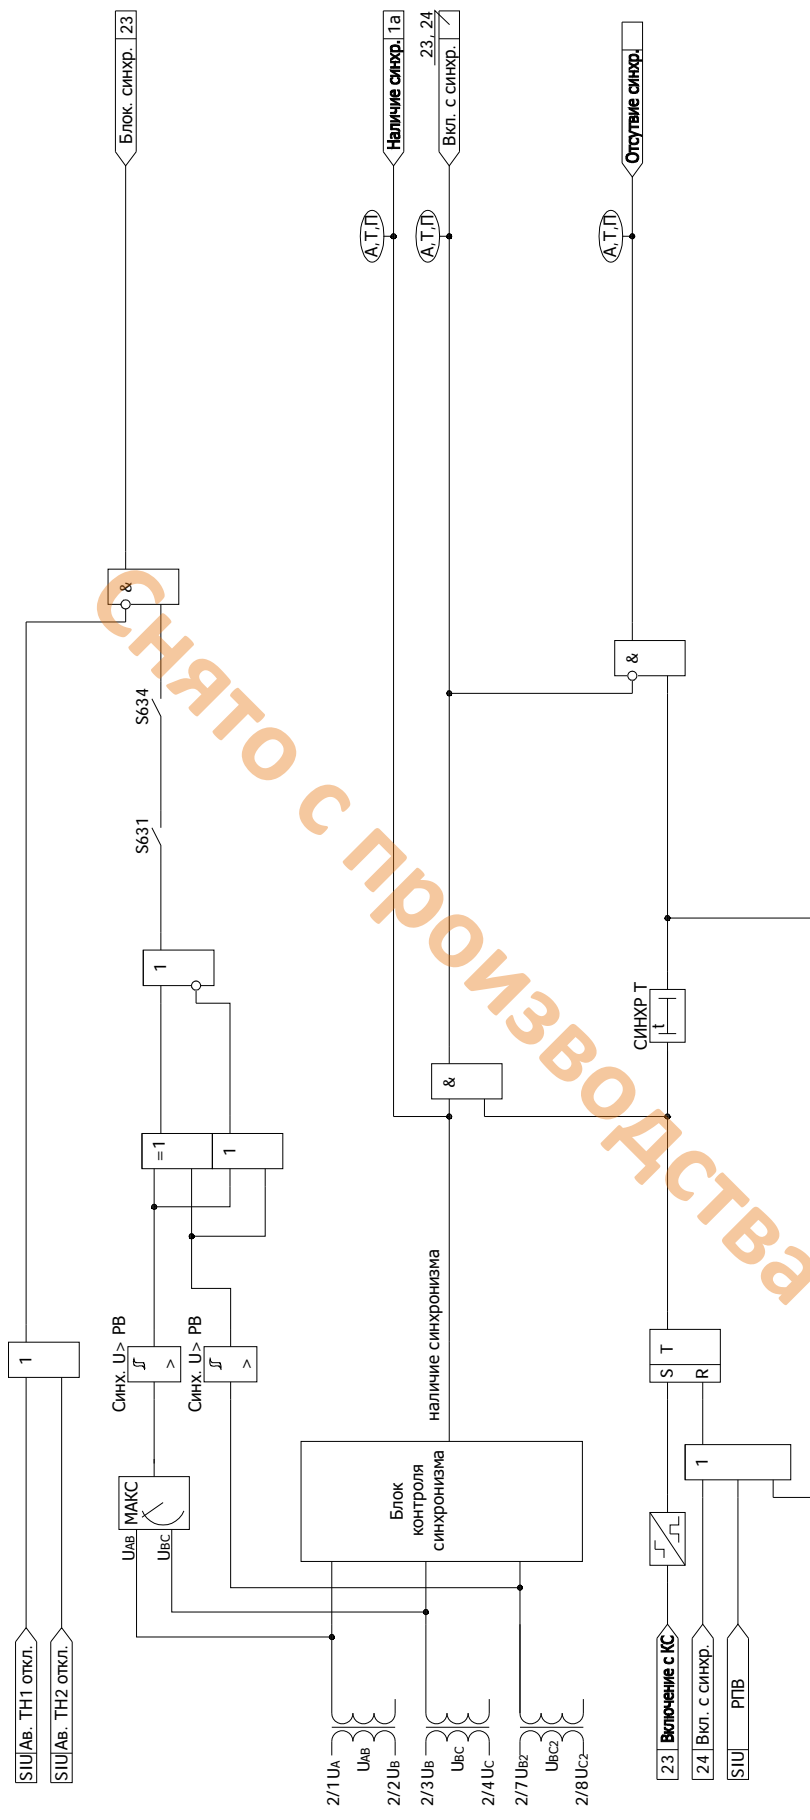 Блок. синхр. 23
Наличие синхр. 1а
Вкл. с синхр.
23, 24
Отсутвие синхр.
А,Т,П
А,Т,П
А,Т,П
&
S634
S631
1
=1
1
&
&
СИНХР Т
t
наличие синхронизма
1
Синх. U> РВ
>
Синх. U> РВ
>
МАКС
UAB
UBC
Блок
контроля
синхронизма
S T
R
1
SIU Ав. ТН1 откл.
SIU Ав. ТН2 откл.
2/1 UA
UAB
2/2 UB
2/3 UB
UBC
2/4 UC
2/7 UB2
UBC2
2/8 UC2
23 Включение с КС
24 Вкл. с синхр.
SIU РПВ
Снято с производства